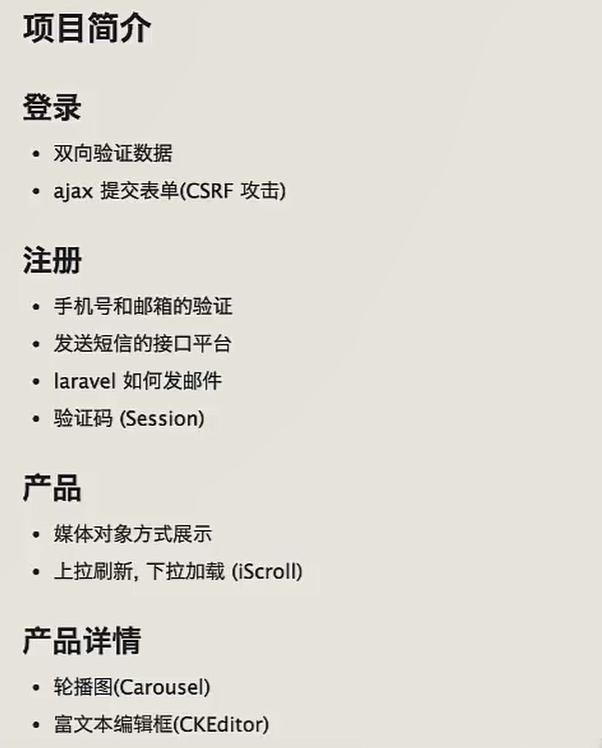 项目简介
登录
• 双向验证数据
• ajax 提交表单(CSRF 攻击)
注册
• 手机号和邮箱的验证
• 发送短信的接口平台
• laravel 如何发邮件
• 验证码 (Session)
产品
• 媒体对象方式展示
• 上拉刷新, 下拉加载 (iScroll)
产品详情
• 轮播图(Carousel)
• 富文本编辑框(CKEditor)